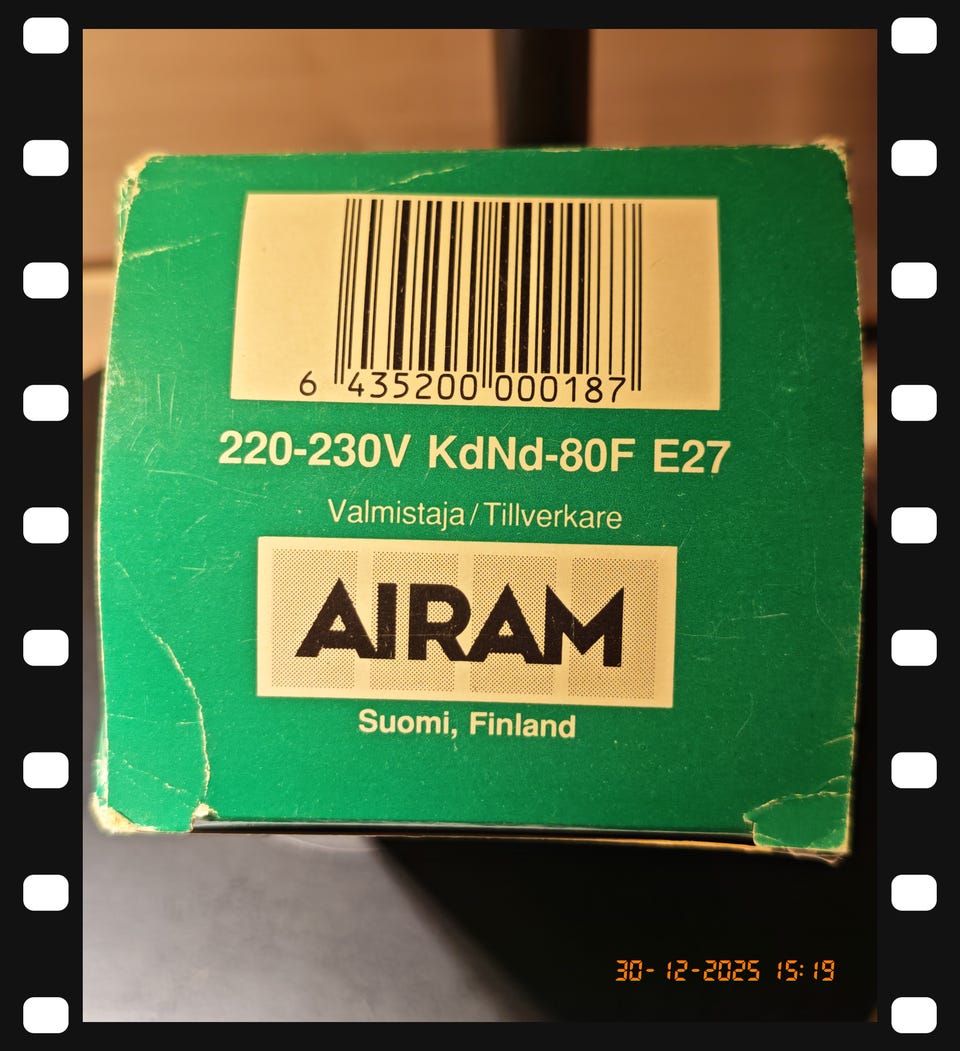 6 435200 000187
220-230V KdNd-80F E27
Valmistaja / Tillverkare
AIRAM
Suomi, Finland
30-12-2025 15:19